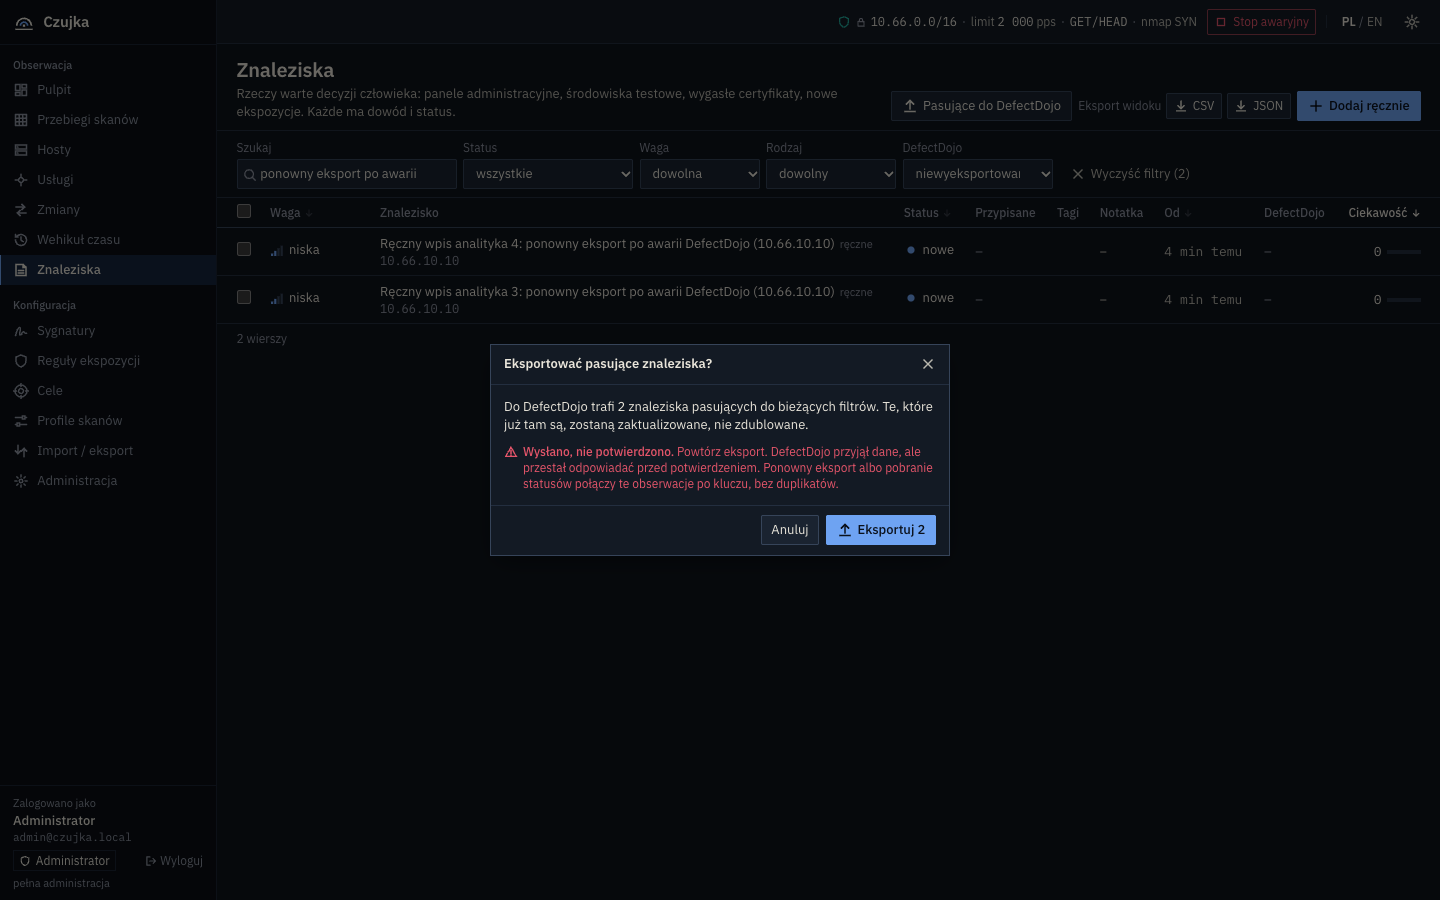 Czujka
10.66.0.0/16 · limit 2 000 pps · GET/HEAD · nmap SYN
Stop awaryjny
PL / EN
Obserwacja
Pulpit
Przebiegi skanów
Hosty
Usługi
Zmiany
Wehikuł czasu
Znaleziska
Konfiguracja
Sygnatury
Reguły ekspozycji
Cele
Profile skanów
Import / eksport
Administracja
Zalogowano jako
Administrator
admin@czujka.local
Administrator
Wyloguj
pełna administracja
Znaleziska
Rzeczy warte decyzji człowieka: panele administracyjne, środowiska testowe, wygasłe certyfikaty, nowe
ekspozycje. Każde ma dowód i status.
Pasujące do DefectDojo
Eksport widoku
CSV
JSON
Dodaj ręcznie
Szukaj Status Waga Rodzaj DefectDojo
ponowny eksport po awarii wszystkie dowolna dowolny niewyeksportowan Wyczyść filtry (2)
Waga Znalezisko Status Przypisane Tagi Notatka Od DefectDojo Ciekawość
niska Ręczny wpis analityka 4: ponowny eksport po awarii DefectDojo (10.66.10.10) ręczne nowe – – 4 min temu – 0
10.66.10.10
niska Ręczny wpis analityka 3: ponowny eksport po awarii DefectDojo (10.66.10.10) ręczne nowe – – 4 min temu – 0
10.66.10.10
2 wierszy
Eksportować pasujące znaleziska?
Do DefectDojo trafi 2 znaleziska pasujących do bieżących filtrów. Te, które
już tam są, zostaną zaktualizowane, nie zdublowane.
Wysłano, nie potwierdzono. Powtórz eksport. DefectDojo przyjął dane, ale
przestał odpowiadać przed potwierdzeniem. Ponowny eksport albo pobranie
statusów połączy te obserwacje po kluczu, bez duplikatów.
Anuluj
Eksportuj 2